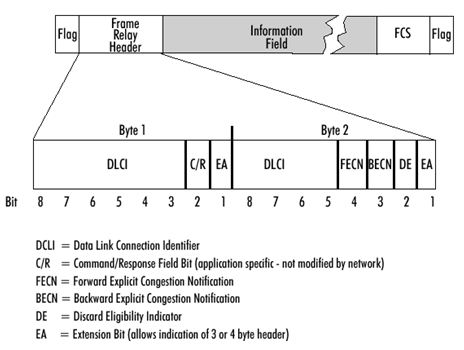 Flag Frame Relay Header Information Field FCS Flag
Byte 1 Byte 2
DLCI C/R EA DLCI FECN BECN DE EA
Bit 8 7 6 5 4 3 2 1 8 7 6 5 4 3 2 1
DCLI = Data Link Connection Identifier
C/R = Command/Response Field Bit (application specific - not modified by network)
FECN = Forward Explicit Congestion Notification
BECN = Backward Explicit Congestion Notification
DE = Discard Eligibility Indicator
EA = Extension Bit (allows indication of 3 or 4 byte header)